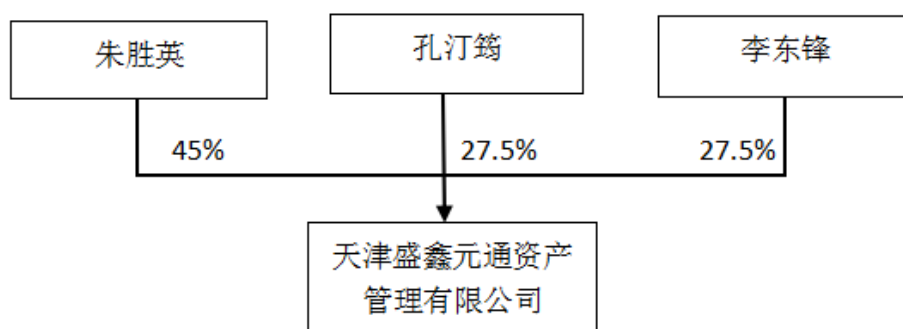 朱胜英
孔汀筠
李东锋
45%
27.5%
27.5%
天津盛鑫元通资产
管理有限公司